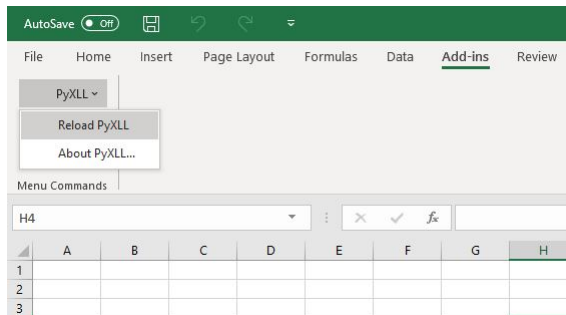 AutoSave Off
File Home Insert Page Layout Formulas Data Add-ins Review
PyXLL
Reload PyXLL
About PyXLL...
Menu Commands
H4 fx
A B C D E F G H
1
2
3